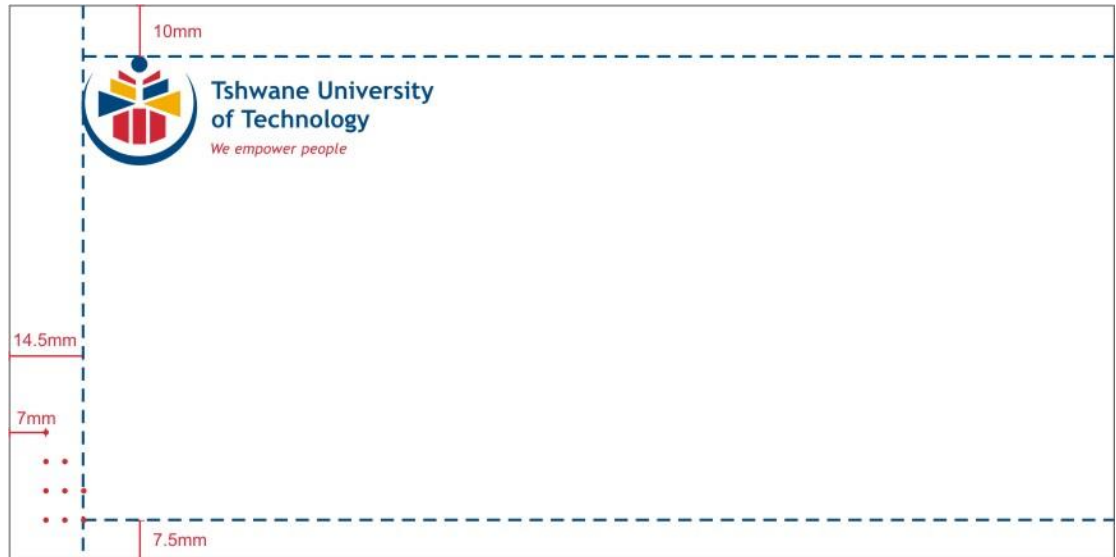 10mm
Tshwane University
of Technology
We empower people
14.5mm
7mm
7.5mm